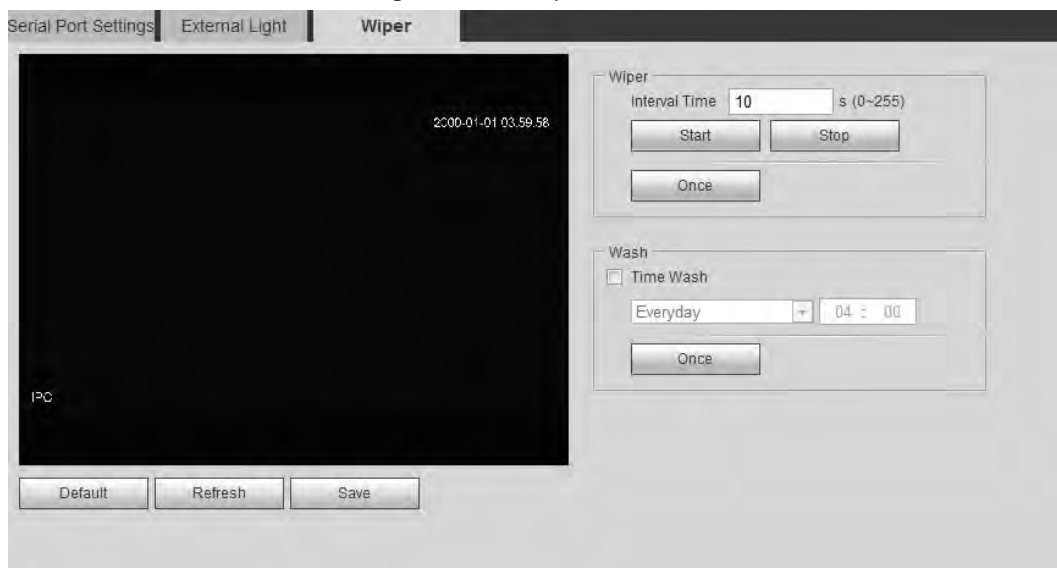 Serial Port Settings External Light Wiper
2000-01-01 03:59:58
IPC
Wiper
Interval Time 10 s (0~255)
Start Stop
Once
Wash
Time Wash
Everyday 04 : 00
Once
Default Refresh Save